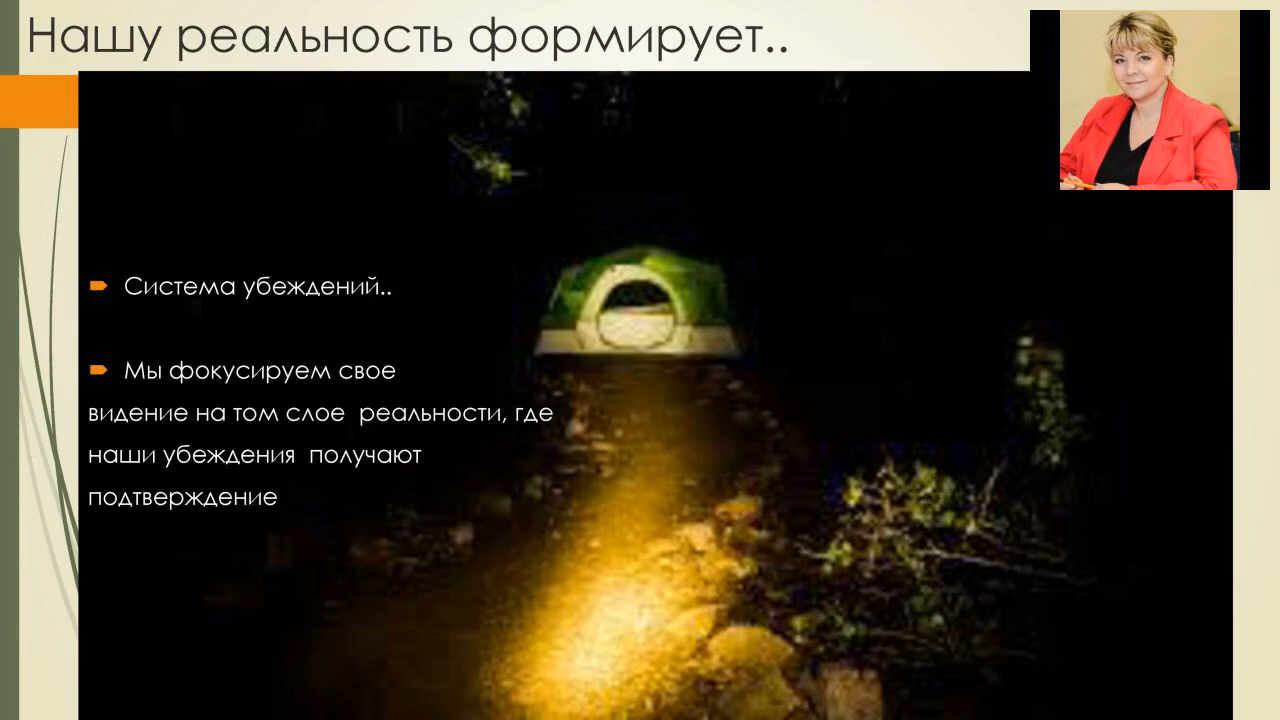 Нашу реальность формирует..
Система убеждений..
Мы фокусируем свое
видение на том слое реальности, где
наши убеждения получают
подтверждение